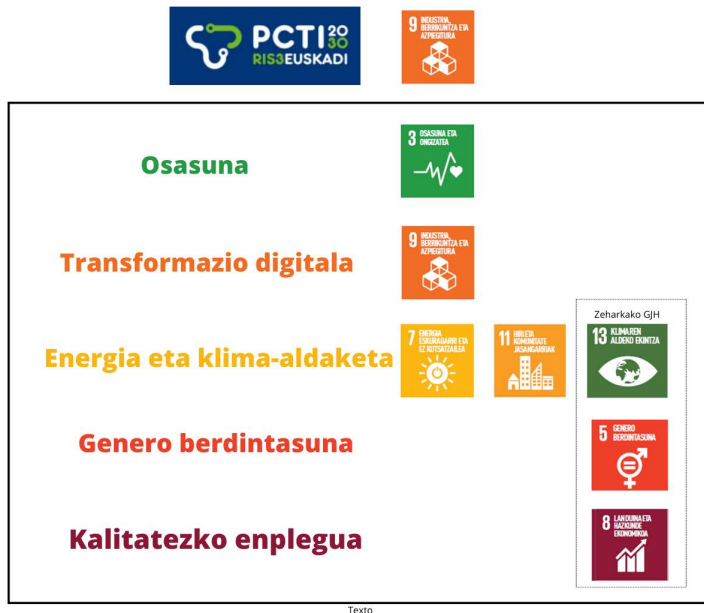 PCTI 20
30
RIS3EUSKADI
9 INDUSTRIA,
BERRIKUNTZA ETA
AZPIEGITURA
Osasuna
3 OSASUNA ETA
ONGIZATEA
Transformazio digitala
9 INDUSTRIA,
BERRIKUNTZA ETA
AZPIEGITURA
Zeharkako GJH
Energia eta klima-aldaketa
7 ENERGIA
ESKURAGARRI ETA
EZ KUTSATZAILEA
11 HIRI ETA
KOMUNITATE
JASANGARRIAK
13 KLIMAREN
ALDEKO EKINTZA
Genero berdintasuna
5 GENERO
BERDINTASUNA
Kalitatezko enplegua
8 LAN DUINA ETA
HAZKUNDE
EKONOMIKOA
Texto